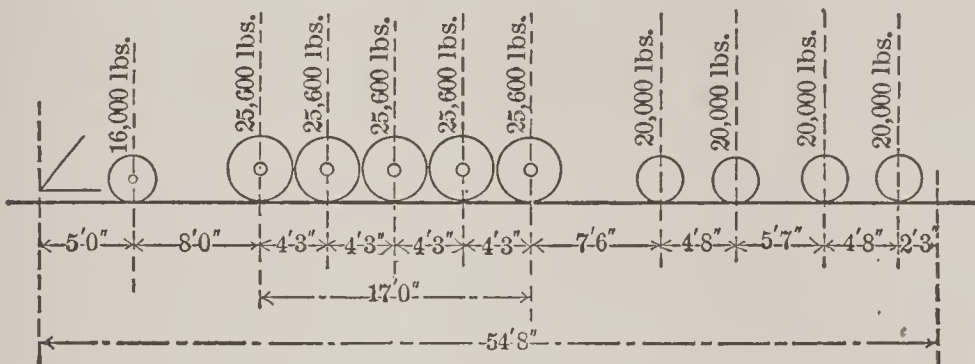 16,000 lbs.
25,600 lbs.
25,600 lbs.
25,600 lbs.
25,600 lbs.
25,600 lbs.
20,000 lbs.
20,000 lbs.
20,000 lbs.
20,000 lbs.
5'0" 8'0" 4'3" 4'3" 4'3" 4'3" 7'6" 4'8" 5'7" 4'8" 2'3"
17'0"
54'8"